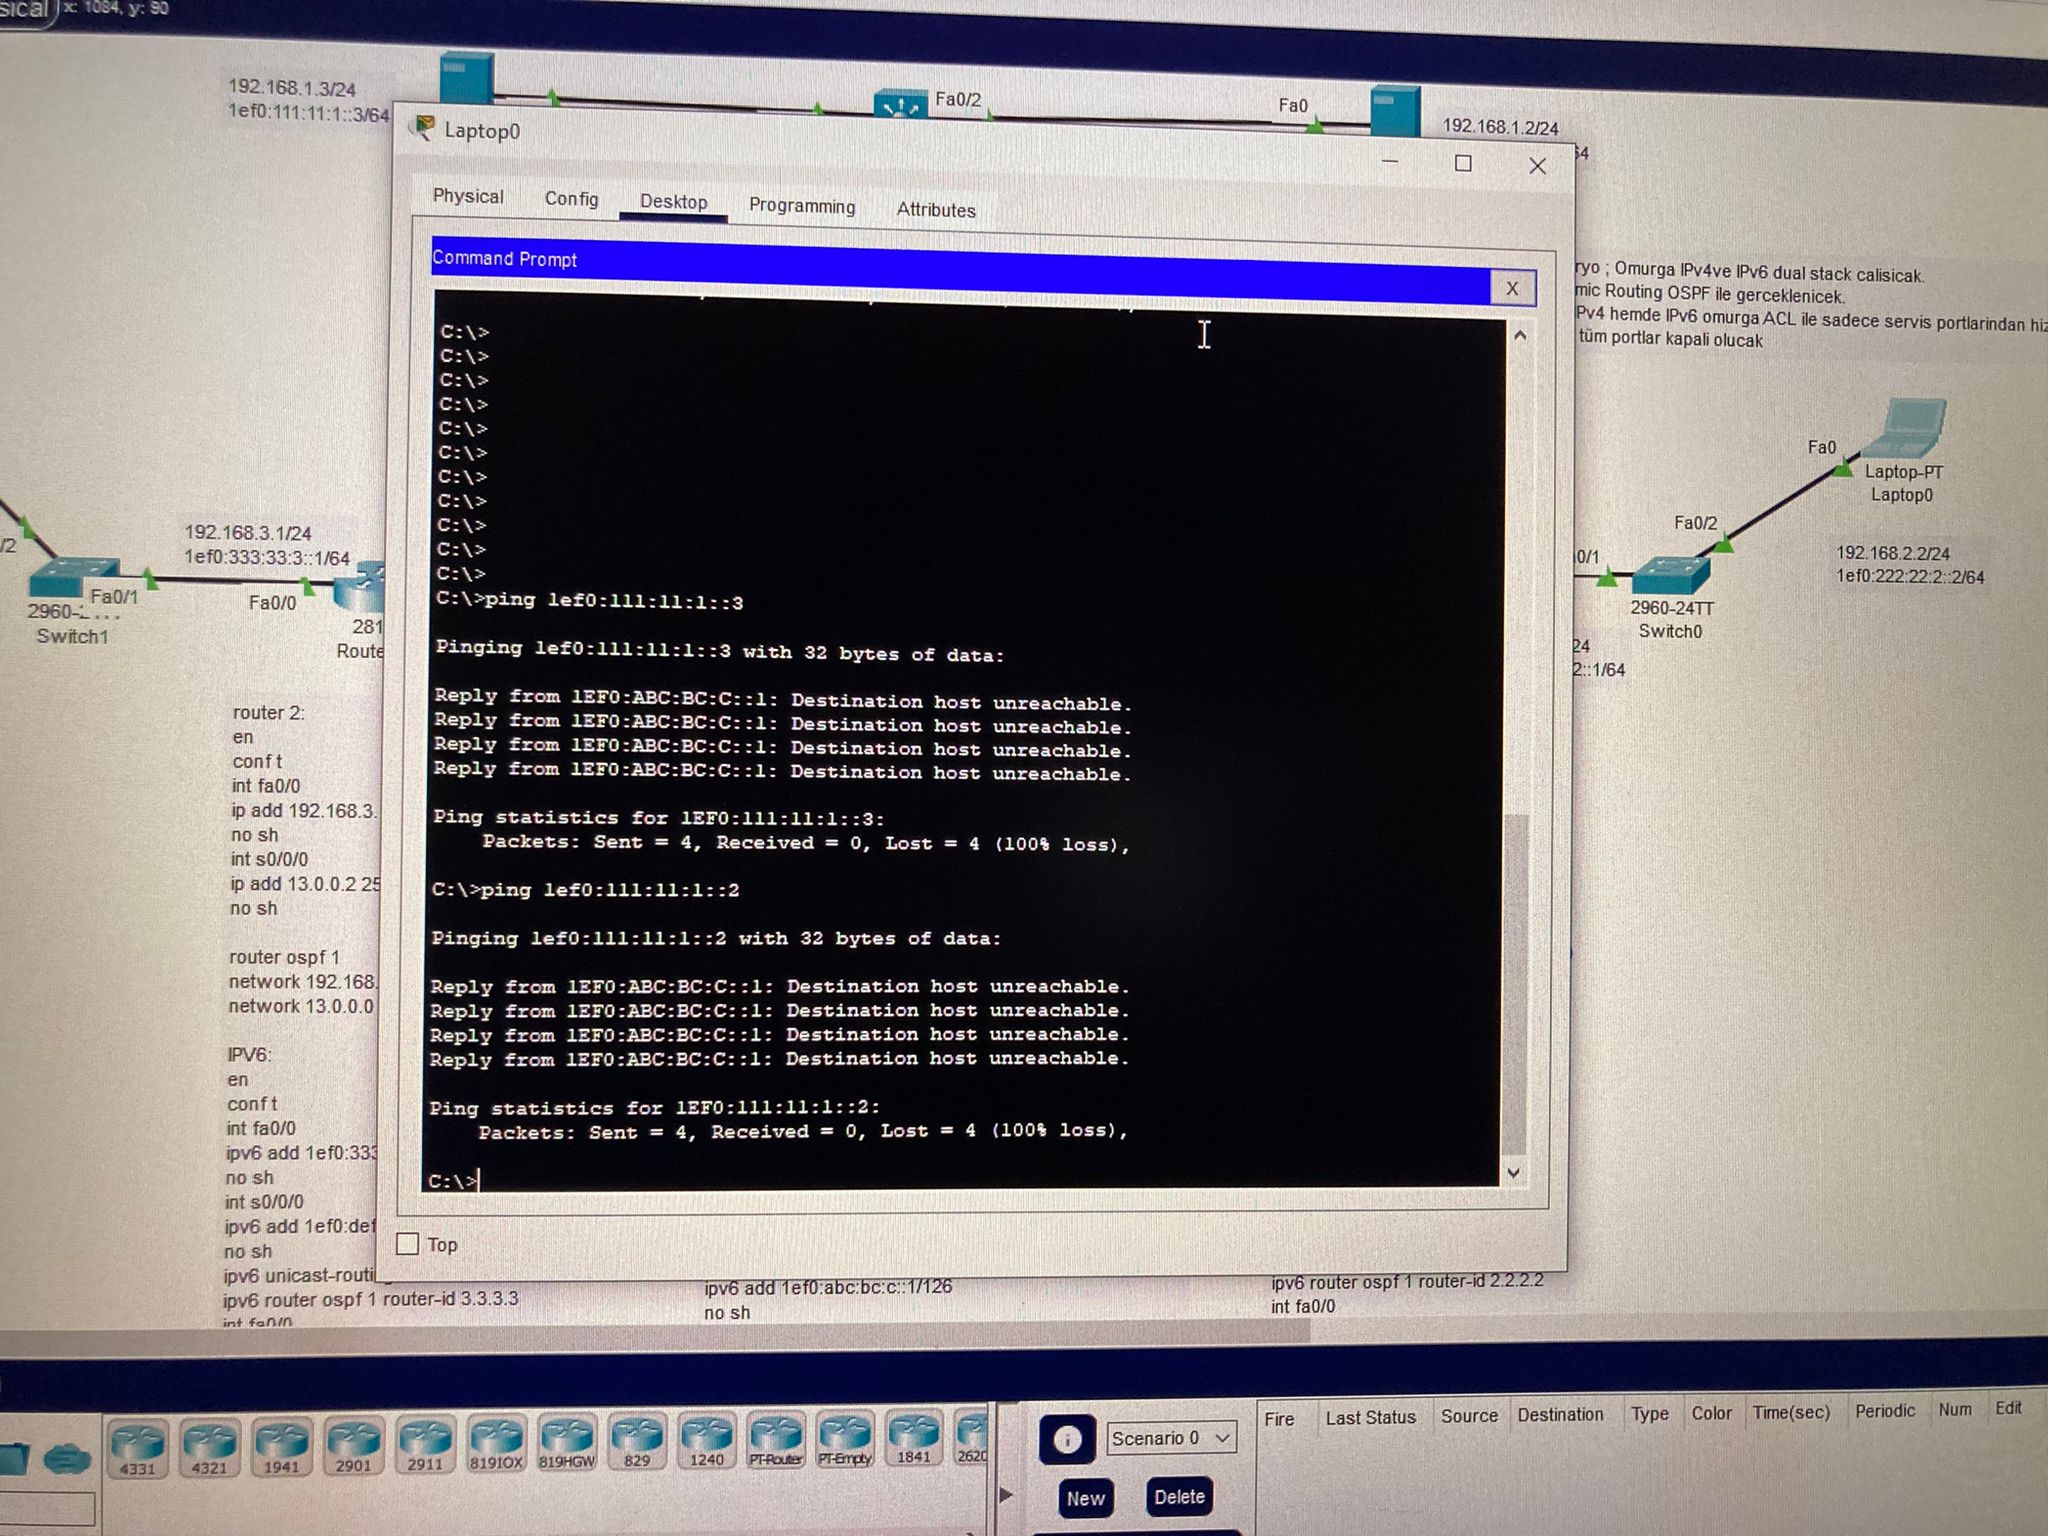 sical x: 1084, y: 90
192.168.1.3/24
1ef0:111:11:1::3/64
Fa0/2
Fa0
192.168.1.2/24
64
Laptop0
Physical Config Desktop Programming Attributes
Command Prompt X
C:\>
C:\>
C:\>
C:\>
C:\>
C:\>
C:\>
C:\>
C:\>
C:\>
C:\>
C:\>ping 1ef0:111:11:1::3
Pinging 1ef0:111:11:1::3 with 32 bytes of data:
Reply from 1EF0:ABC:BC:C::1: Destination host unreachable.
Reply from 1EF0:ABC:BC:C::1: Destination host unreachable.
Reply from 1EF0:ABC:BC:C::1: Destination host unreachable.
Reply from 1EF0:ABC:BC:C::1: Destination host unreachable.
Ping statistics for 1EF0:111:11:1::3:
Packets: Sent = 4, Received = 0, Lost = 4 (100% loss),
C:\>ping 1ef0:111:11:1::2
Pinging 1ef0:111:11:1::2 with 32 bytes of data:
Reply from 1EF0:ABC:BC:C::1: Destination host unreachable.
Reply from 1EF0:ABC:BC:C::1: Destination host unreachable.
Reply from 1EF0:ABC:BC:C::1: Destination host unreachable.
Reply from 1EF0:ABC:BC:C::1: Destination host unreachable.
Ping statistics for 1EF0:111:11:1::2:
Packets: Sent = 4, Received = 0, Lost = 4 (100% loss),
C:\>
Top
ryo ; Omurga IPv4ve IPv6 dual stack calisicak.
mic Routing OSPF ile gerceklenicek.
Pv4 hemde IPv6 omurga ACL ile sadece servis portlarindan hiz
tüm portlar kapali olucak
Fa0
Laptop-PT
Laptop0
Fa0/2
192.168.2.2/24
1ef0:222:22:2::2/64
0/1
2960-24TT
Switch0
24
2::1/64
/2
192.168.3.1/24
1ef0:333:33:3::1/64
Fa0/1
Fa0/0
2960-
Switch1
281
Route
router 2:
en
conf t
int fa0/0
ip add 192.168.3.
no sh
int s0/0/0
ip add 13.0.0.2 25
no sh
router ospf 1
network 192.168.
network 13.0.0.0
IPV6:
en
conf t
int fa0/0
ipv6 add 1ef0:333
no sh
int s0/0/0
ipv6 add 1ef0:def
no sh
ipv6 unicast-routi
ipv6 router ospf 1 router-id 3.3.3.3
int fa0/0
ipv6 add 1ef0:abc:bc:c::1/126
no sh
ipv6 router ospf 1 router-id 2.2.2.2
int fa0/0
4331 4321 1941 2901 2911 819IOX 819HGW 829 1240 PT-Router PT-Empty 1841 2620
Scenario 0
New Delete
Fire Last Status Source Destination Type Color Time(sec) Periodic Num Edit